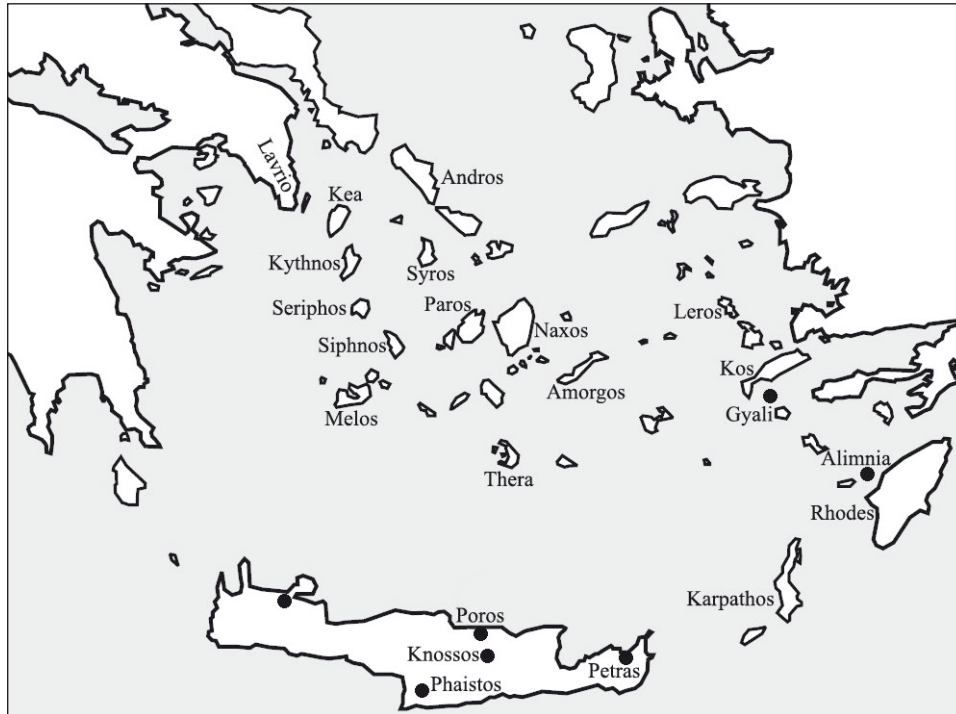 Lavrio
Andros
Kea
Kythnos
Syros
Seriphos
Paros
Leros
Siphnos
Naxos
Kos
Amorgos
Melos
Gyali
Thera
Alimnia
Rhodes
Karpathos
Poros
Knossos
Petras
Phaistos